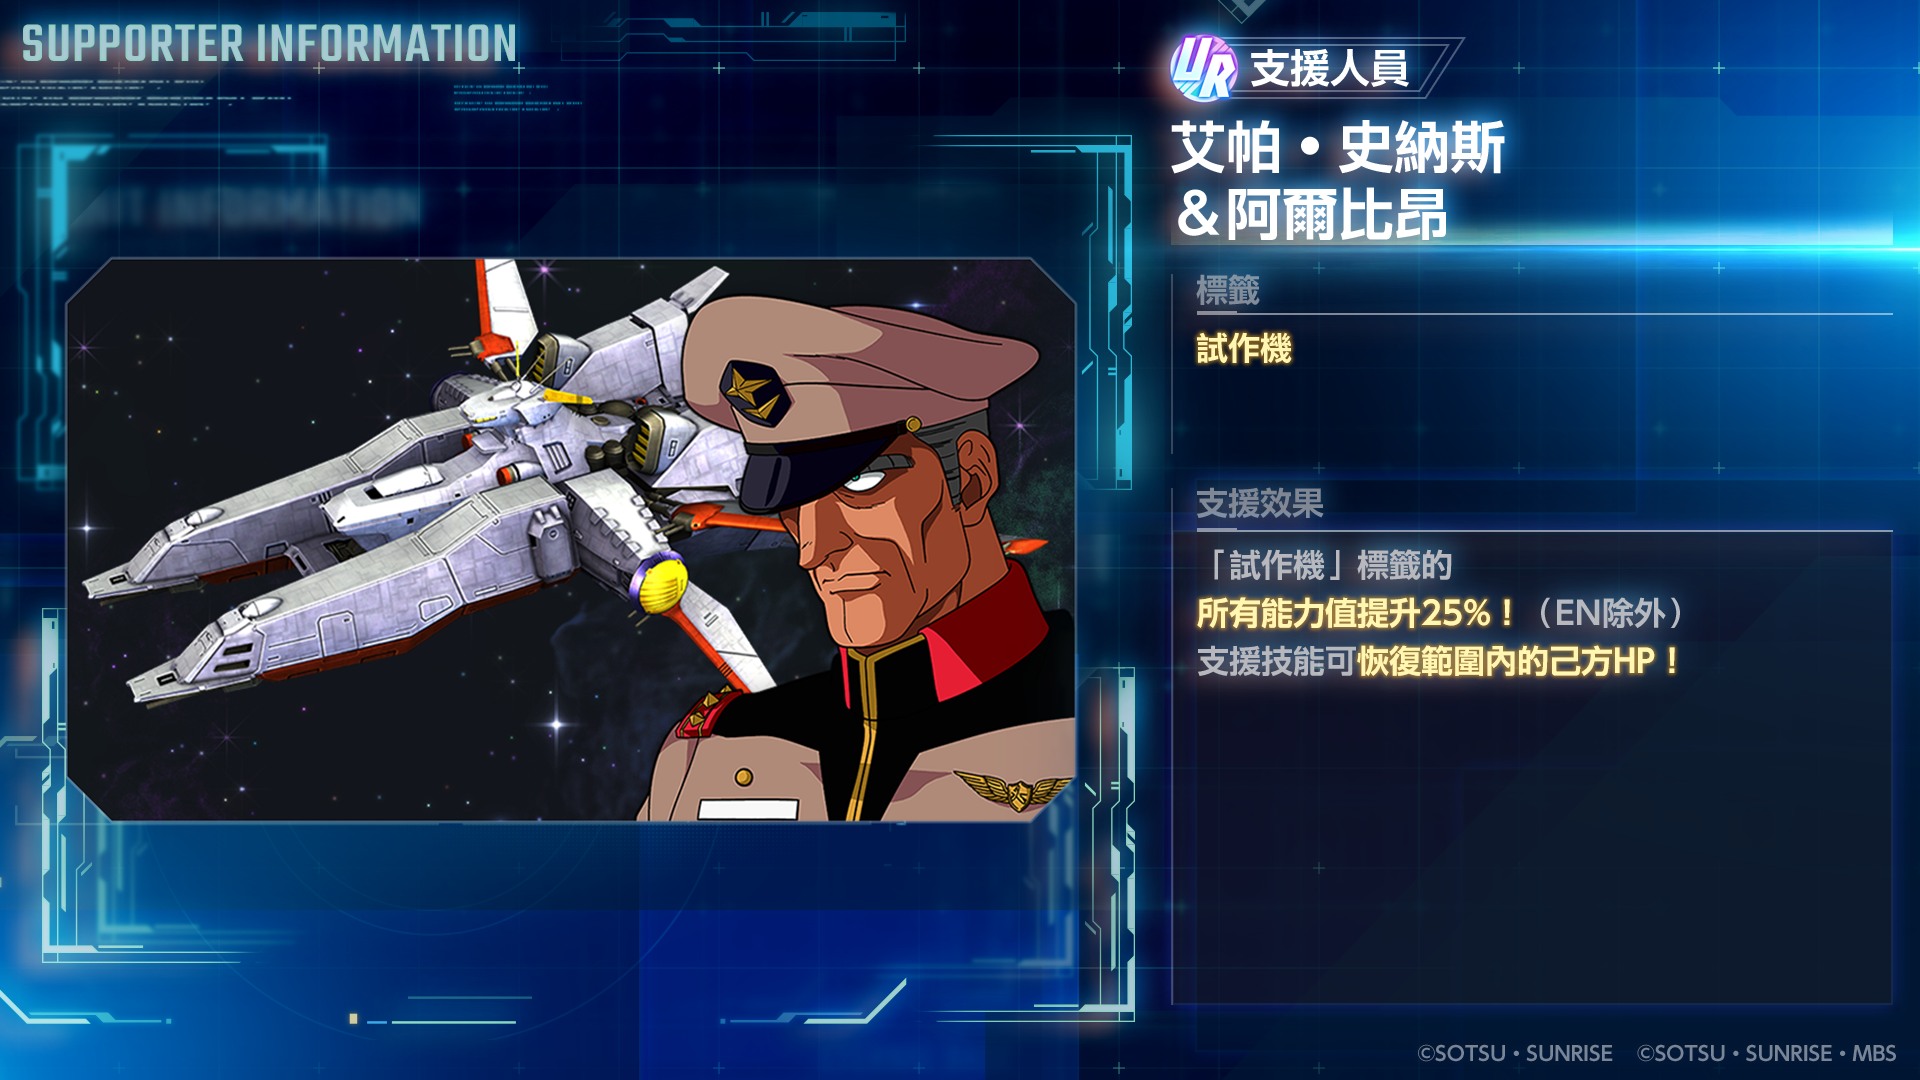 SUPPORTER INFORMATION
INFORMATION
UR 支援人員
艾帕・史納斯
＆阿爾比昂
標籤
試作機
支援效果
「試作機」標籤的
所有能力值提升25%！（EN除外）
支援技能可恢復範圍內的己方HP！
©SOTSU・SUNRISE ©SOTSU・SUNRISE・MBS